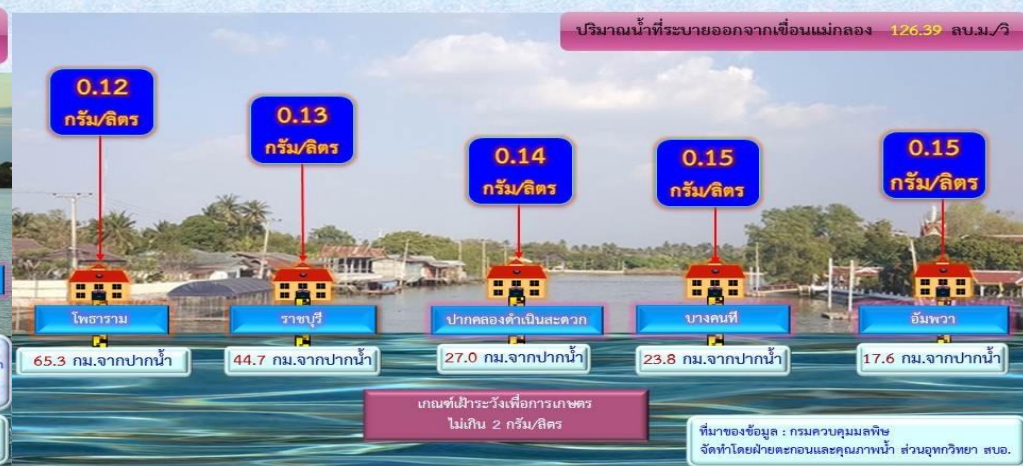 ปริมาณน้ำที่ระบายออกจากเขื่อนแม่กลอง 126.39 ลบ.ม./วิ
0.12
กรัม/ลิตร
0.13
กรัม/ลิตร
0.14
กรัม/ลิตร
0.15
กรัม/ลิตร
0.15
กรัม/ลิตร
โพธาราม
ราชบุรี
ปากคลองดำเนินสะดวก
บางคนที
อัมพวา
65.3 กม.จากปากน้ำ
44.7 กม.จากปากน้ำ
27.0 กม.จากปากน้ำ
23.8 กม.จากปากน้ำ
17.6 กม.จากปากน้ำ
เกณฑ์เฝ้าระวังเพื่อการเกษตร
ไม่เกิน 2 กรัม/ลิตร
ที่มาของข้อมูล : กรมควบคุมมลพิษ
จัดทำโดยฝ่ายตะกอนและคุณภาพน้ำ ส่วนอุทกวิทยา สบอ.